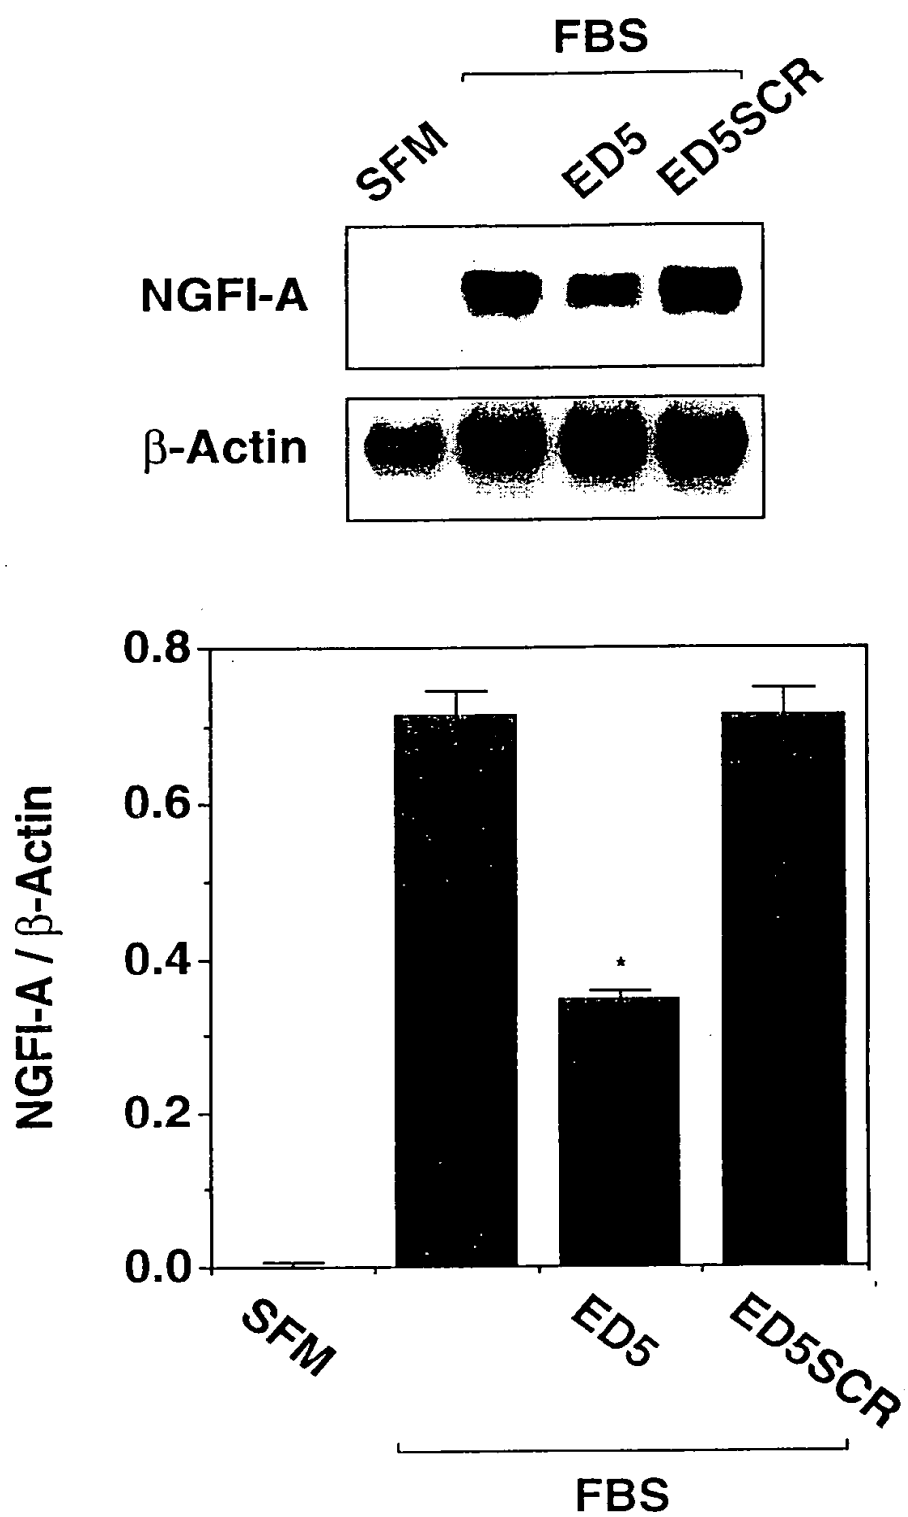 FBS
SFM ED5 ED5SCR
NGFI-A
β-Actin
0.8
0.6
0.4
0.2
0.0
NGFI-A / β-Actin
*
SFM ED5 ED5SCR
FBS